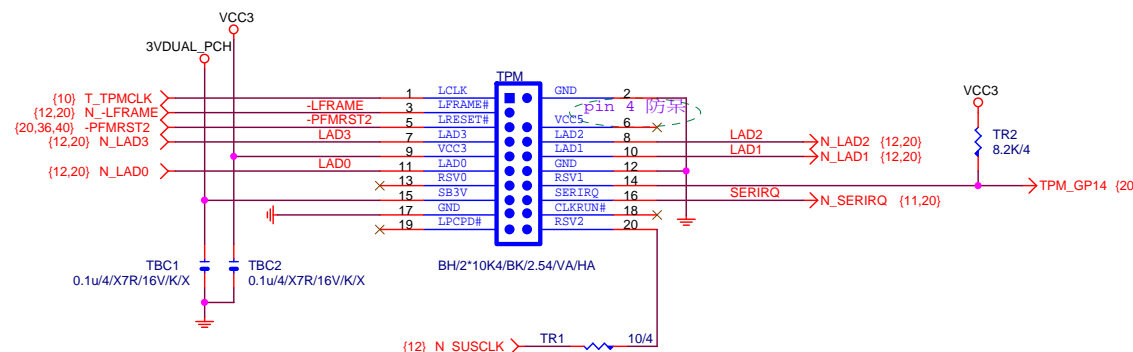 VCC3
3VDUAL_PCH
TPM
VCC3
{10} T_TPMCLK 1 LCLK GND 2
{12,20} N_-LFRAME -LFRAME 3 LFRAME# pin 4 防呆
{20,36,40} -PFMRST2 -PFMRST2 5 LRESET# VCC5 6
{12,20} N_LAD3 LAD3 7 LAD3 LAD2 8 LAD2 N_LAD2 {12,20}
9 VCC3 LAD1 10 LAD1 N_LAD1 {12,20}
{12,20} N_LAD0 LAD0 11 LAD0 GND 12
13 RSV0 RSV1 14 TPM_GP14 {20
15 SB3V SERIRQ 16 SERIRQ N_SERIRQ {11,20}
17 GND CLKRUN# 18
19 LPCPD# RSV2 20
TR2
8.2K/4
BH/2*10K4/BK/2.54/VA/HA
TBC1 TBC2
0.1u/4/X7R/16V/K/X 0.1u/4/X7R/16V/K/X
{12} N_SUSCLK TR1 10/4